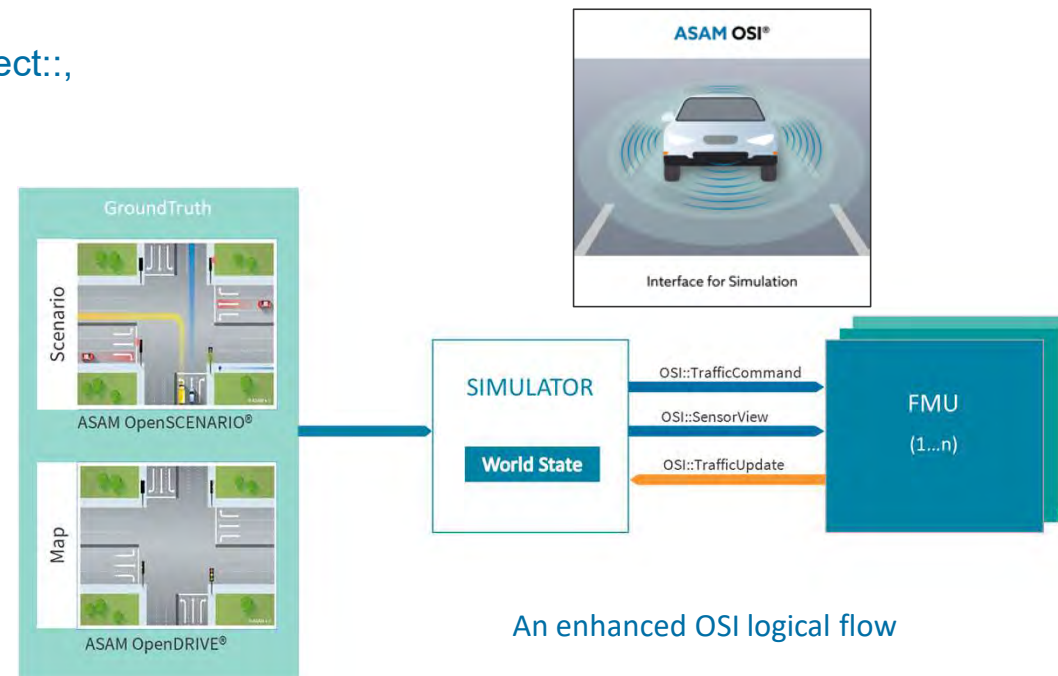 ect::,
ASAM OSI®
Interface for Simulation
GroundTruth
Scenario
ASAM OpenSCENARIO®
Map
ASAM OpenDRIVE®
SIMULATOR
World State
OSI::TrafficCommand
OSI::SensorView
OSI::TrafficUpdate
FMU
(1...n)
An enhanced OSI logical flow